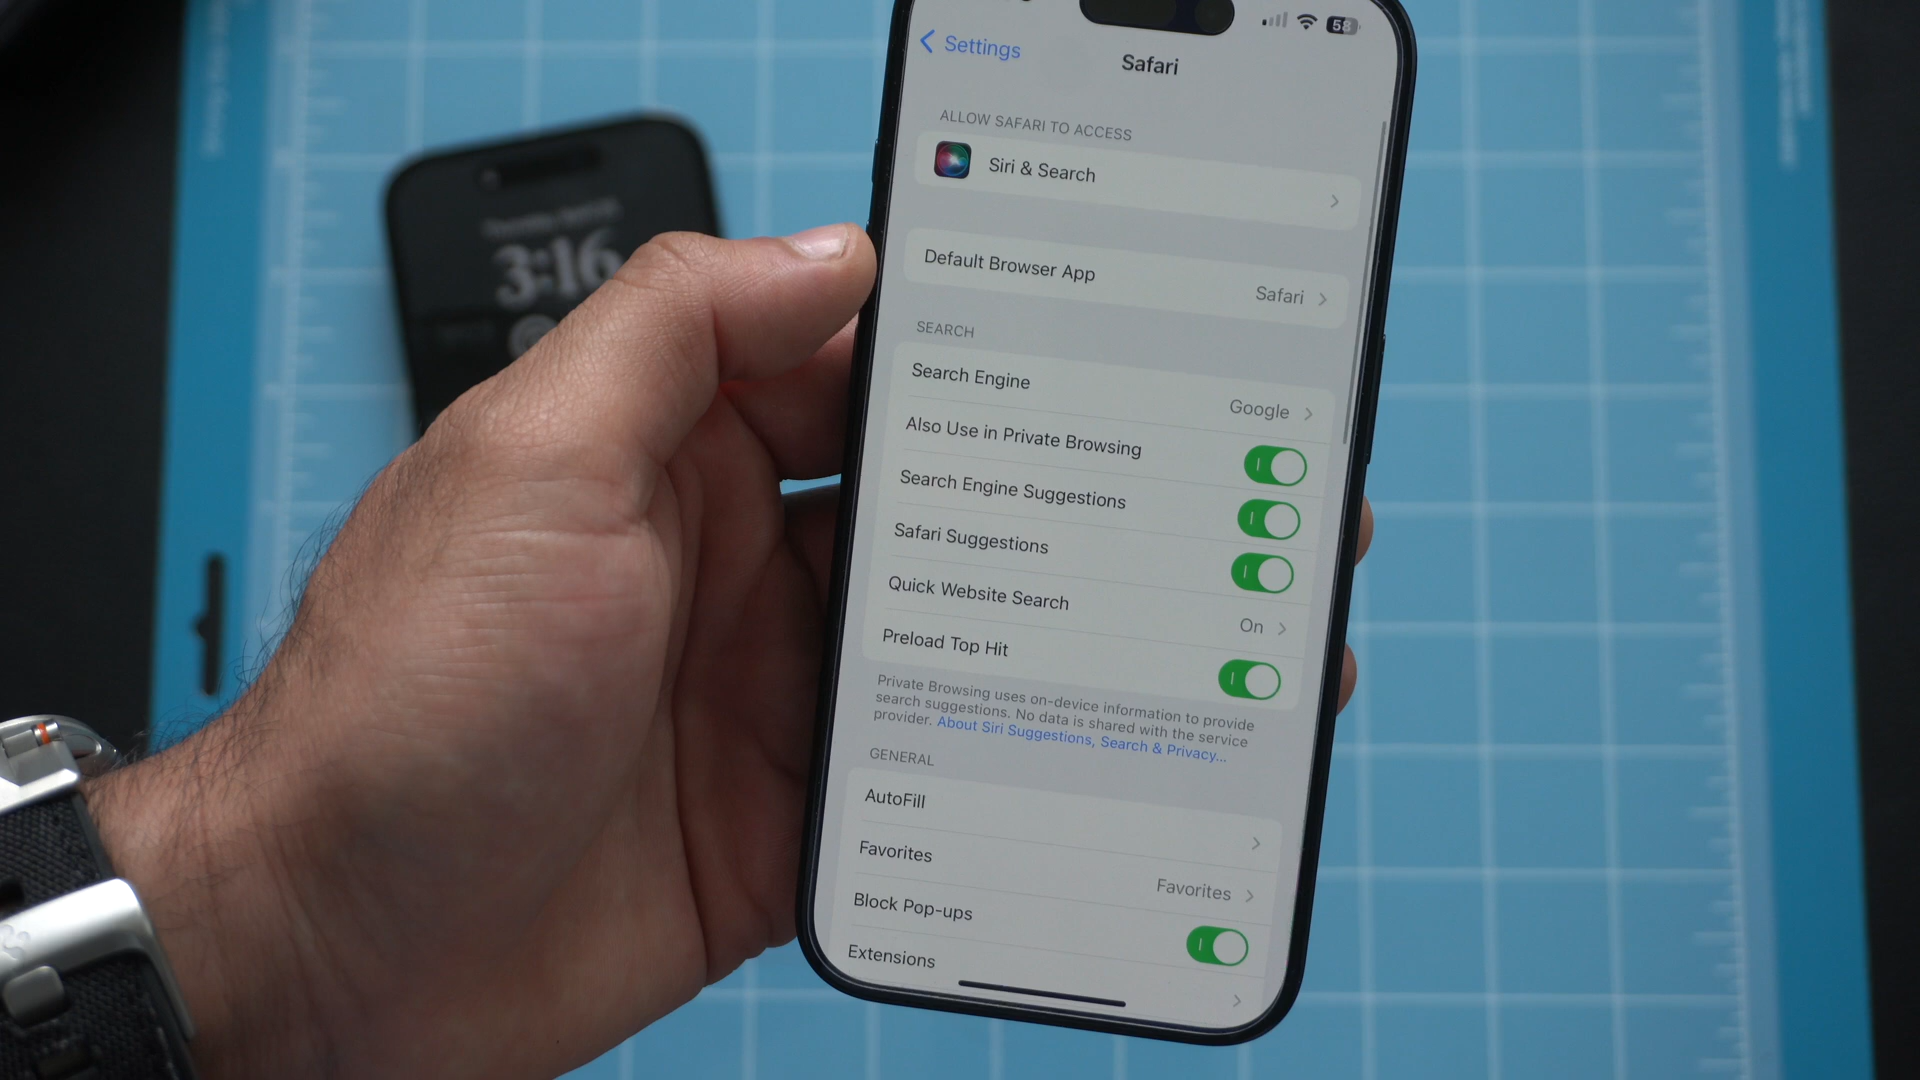 58
Settings
Safari
ALLOW SAFARI TO ACCESS
Siri & Search
Default Browser App
Safari
SEARCH
Search Engine
Google
Also Use in Private Browsing
Search Engine Suggestions
Safari Suggestions
Quick Website Search
On
Preload Top Hit
Private Browsing uses on-device information to provide
search suggestions. No data is shared with the service
provider. About Siri Suggestions, Search & Privacy...
GENERAL
AutoFill
Favorites
Favorites
Block Pop-ups
Extensions
3:16